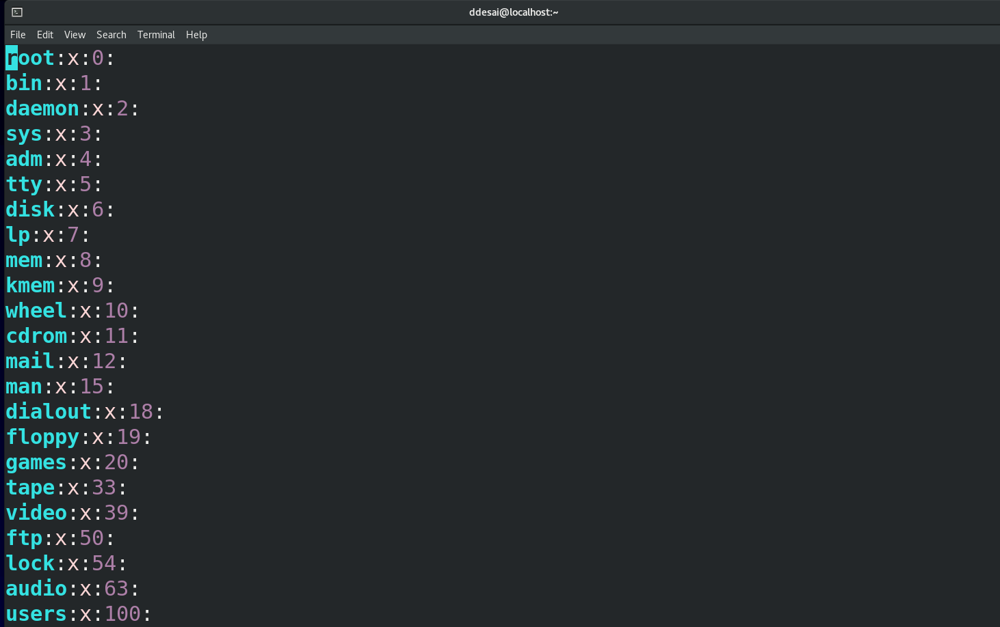 ddesai@localhost:~
File Edit View Search Terminal Help
root:x:0:
bin:x:1:
daemon:x:2:
sys:x:3:
adm:x:4:
tty:x:5:
disk:x:6:
lp:x:7:
mem:x:8:
kmem:x:9:
wheel:x:10:
cdrom:x:11:
mail:x:12:
man:x:15:
dialout:x:18:
floppy:x:19:
games:x:20:
tape:x:33:
video:x:39:
ftp:x:50:
lock:x:54:
audio:x:63:
users:x:100: